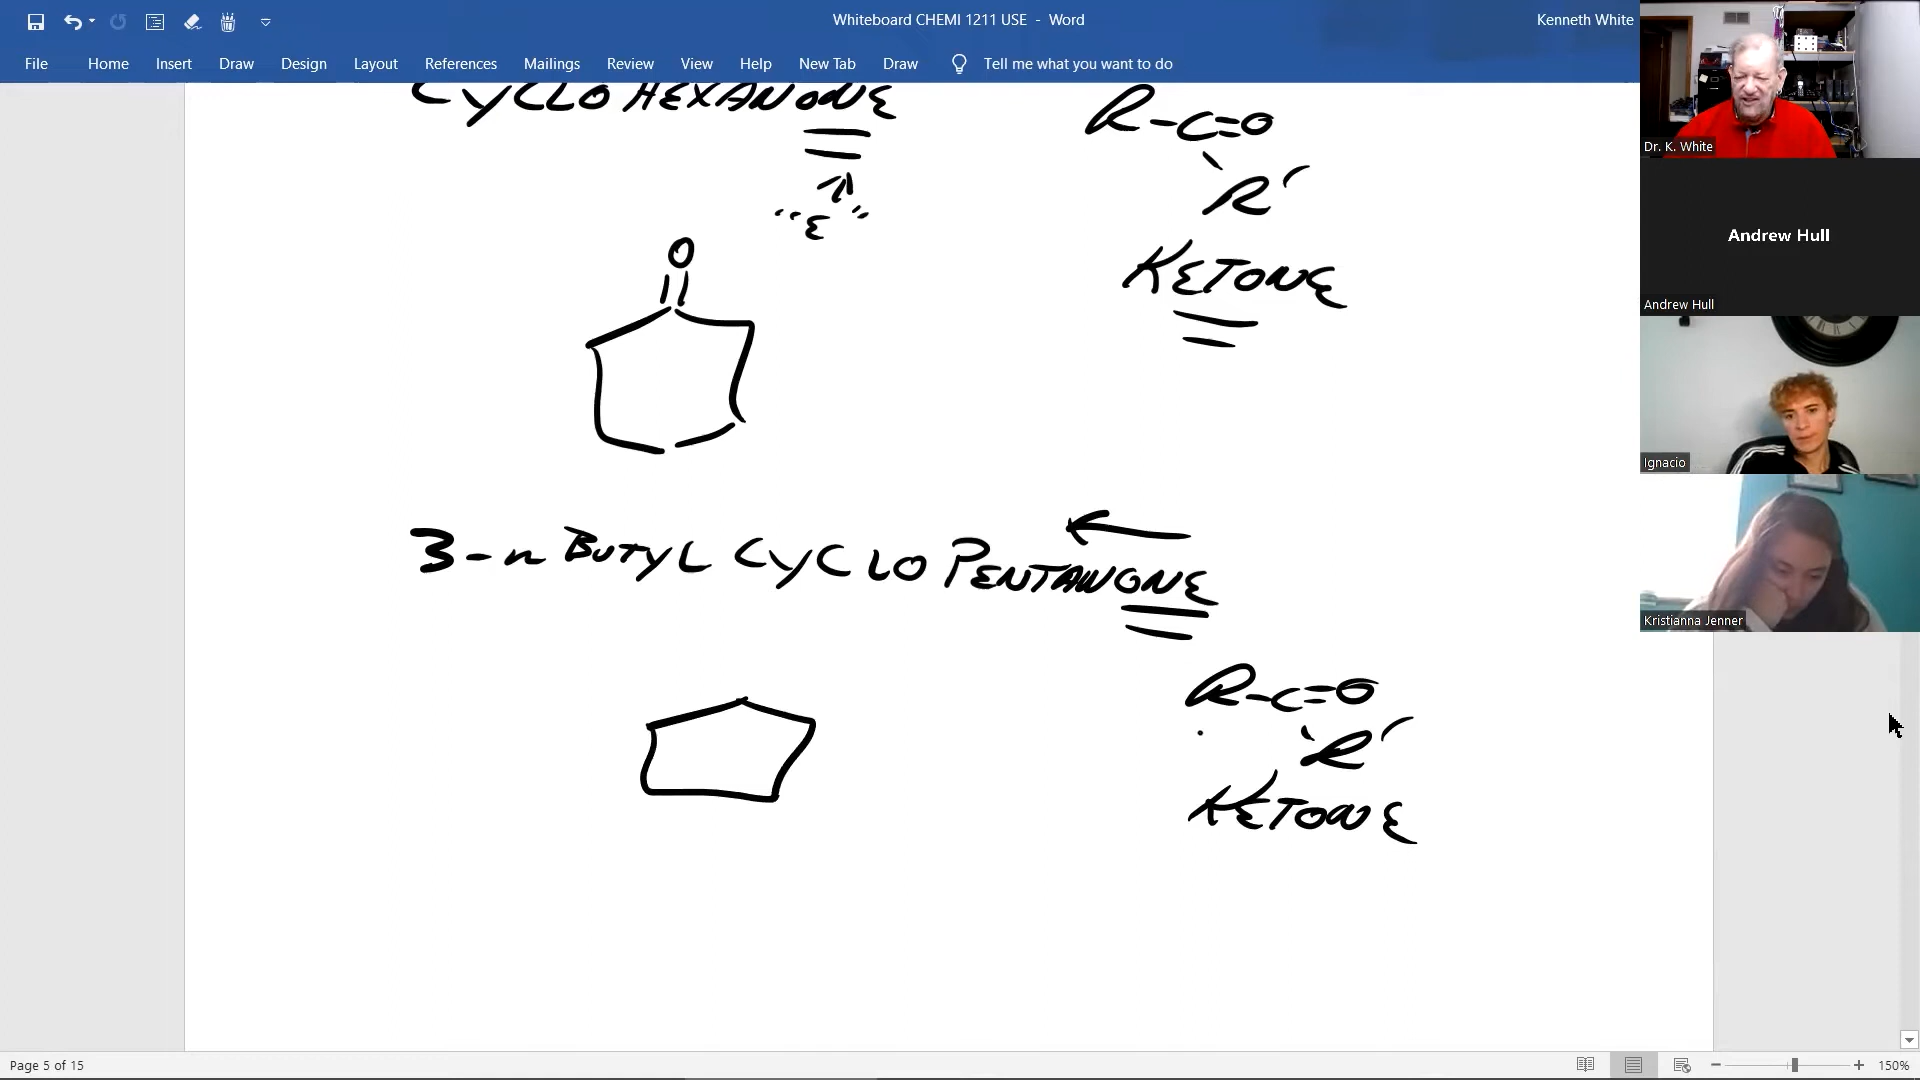 Whiteboard CHEMI 1211 USE - Word
Kenneth White
File Home Insert Draw Design Layout References Mailings Review View Help New Tab Draw Tell me what you want to do
CYCLOHEXANONE
"E"
R-C=O
R'
KETONE
O
3-n BUTYL CYCLO PENTANONE
R-C=O
R'
KETONE
Dr. K. White
Andrew Hull
Andrew Hull
Ignacio
Kristianna Jenner
Page 5 of 15
150%